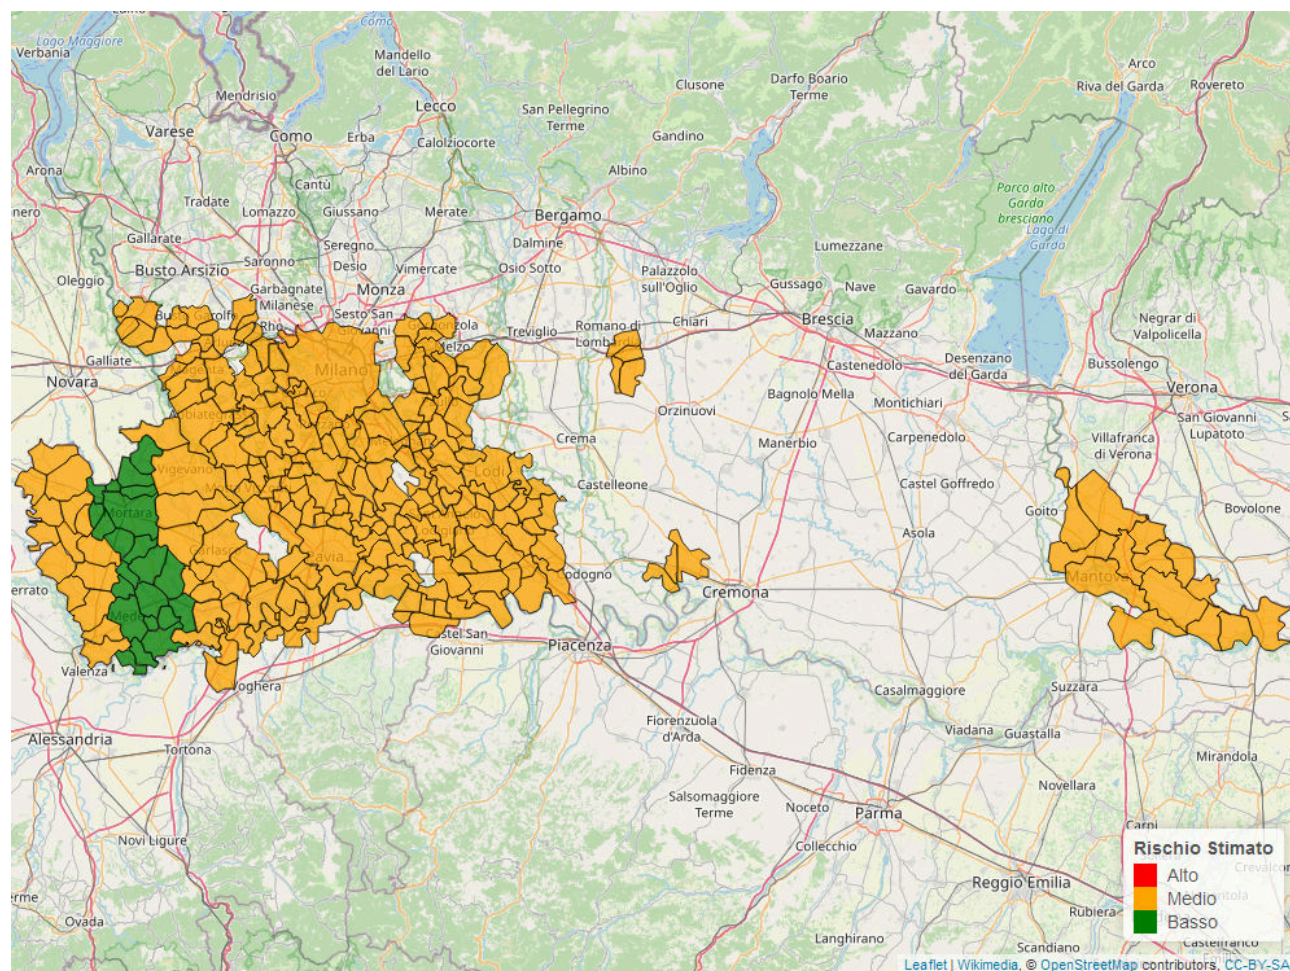 Lago Maggiore
Verbania
Como
Mandello
del Lario
Clusone
Darfo Boario
Terme
Arco
Riva del Garda
Rovereto
Mendrisio
Lecco
San Pellegrino
Terme
Varese
Como
Erba
Calolziocorte
Gandino
Arona
Albino
Cantù
Parco alto
Garda
bresciano
Lago di
Garda
Tradate
Lomazzo
Giussano
Merate
Bergamo
Gallarate
Seregno
Dalmine
Lumezzane
Busto Arsizio
Saronno
Desio
Vimercate
Osio Sotto
Palazzolo
sull'Oglio
Oleggio
Garbagnate
Milanese
Monza
Gussago
Nave
Gavardo
Rho
Sesto San
Giovanni
Treviglio
Romano di
Chiari
Brescia
Mazzano
Negrar di
Valpolicella
Melzo
Galliate
Novara
Milano
Castenedolo
Desenzano
del Garda
Bussolengo
Verona
Bagnolo Mella
Montichiari
Orzinuovi
San Giovanni
Lupatoto
Crema
Manerbio
Carpenedolo
Villafranca
di Verona
Vigevano
Lodi
Castelleone
Castel Goffredo
Goito
Bovolone
Mortara
Asola
Garlasco
Pavia
Codogno
Cremona
Mantova
Piacenza
Giovanni
Valenza
Voghera
Casalmaggiore
Suzzara
Alessandria
Tortona
Fiorenzuola
d'Arda
Viadana
Guastalla
Mirandola
Fidenza
Salsomaggiore
Terme
Noceto
Parma
Novellara
Novi Ligure
Collecchio
Carpi
Reggio Emilia
Rubiera
Ovada
Langhirano
Scandiano
Castelfranco
Rischio Stimato
Alto
Medio
Basso
Leaflet | Wikimedia, © OpenStreetMap contributors, CC-BY-SA